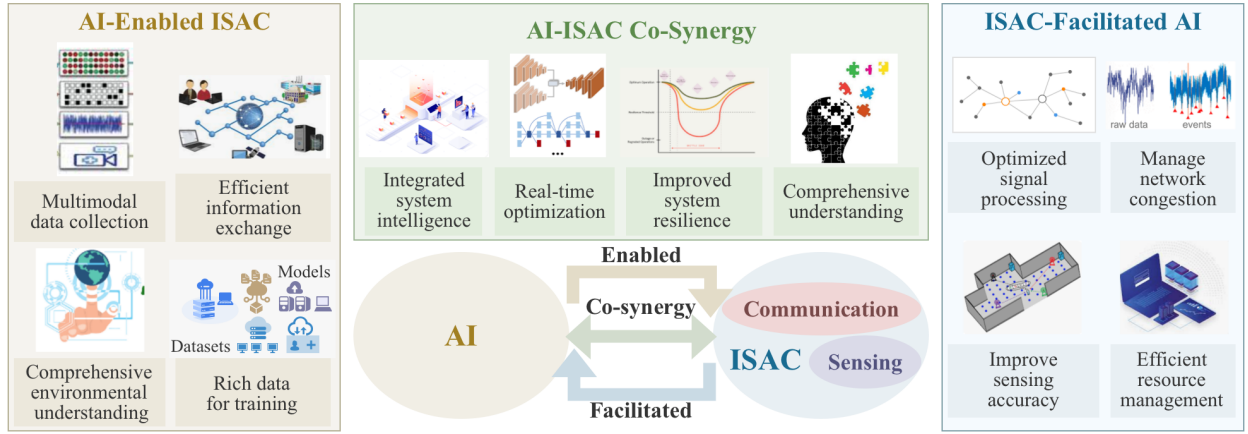 AI-Enabled ISAC
Multimodal
data collection
Efficient
information
exchange
Models
Datasets
Comprehensive
environmental
understanding
Rich data
for training
AI-ISAC Co-Synergy
Integrated
system
intelligence
Real-time
optimization
Improved
system
resilience
Comprehensive
understanding
Enabled
AI
Co-synergy
Communication
ISAC
Sensing
Facilitated
ISAC-Facilitated AI
raw data
events
Optimized
signal
processing
Manage
network
congestion
Improve
sensing
accuracy
Efficient
resource
management